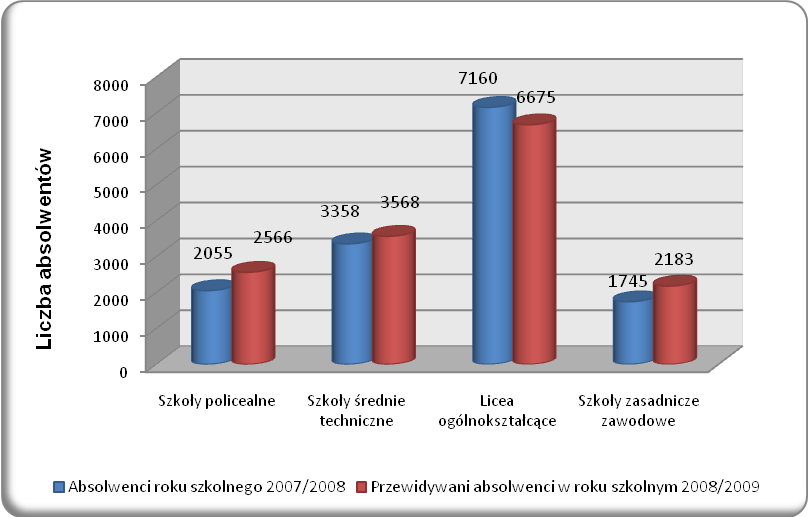 Liczba absolwentów
8000
7000
6000
5000
4000
3000
2000
1000
0
2055
2566
3358
3568
7160
6675
1745
2183
Szkoły policealne
Szkoły średnie
techniczne
Licea
ogólnokształcące
Szkoły zasadnicze
zawodowe
Absolwenci roku szkolnego 2007/2008
Przewidywani absolwenci w roku szkolnym 2008/2009